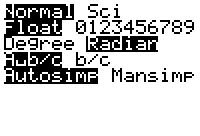 Normal Sci
Float 0123456789
Degree Radian
A b/c b/c
Autosimp Mansimp